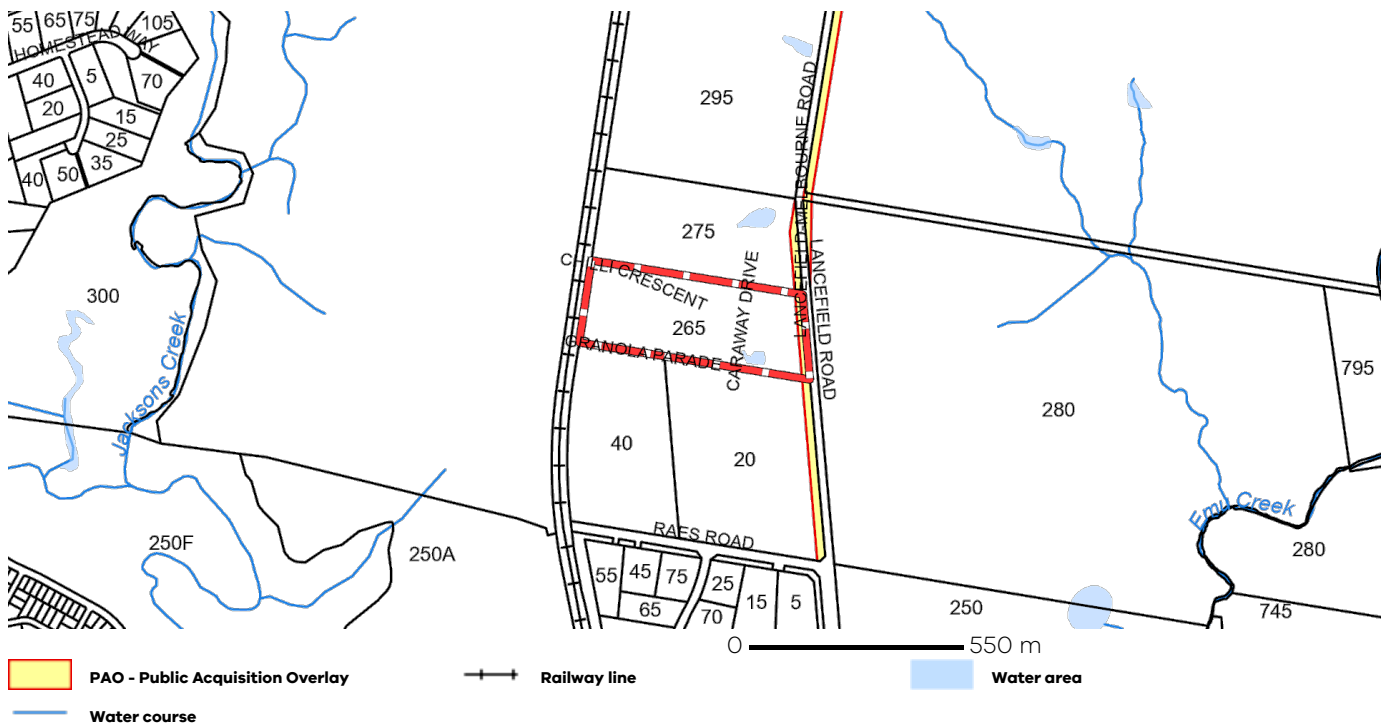 55
65
75
105
HOMESTEAD WAY
40
5
70
20
15
25
35
40
50
295
LANCEFIELD-MELBOURNE ROAD
275
LANCEFIELD ROAD
CARAWAY DRIVE
CRESCENT
265
GRANOLA PARADE
300
Jacksons Creek
795
280
40
20
Emu Creek
RAES ROAD
250F
250A
280
55
45
75
25
65
70
15
5
250
745
0
550 m
PAO - Public Acquisition Overlay
Railway line
Water area
Water course